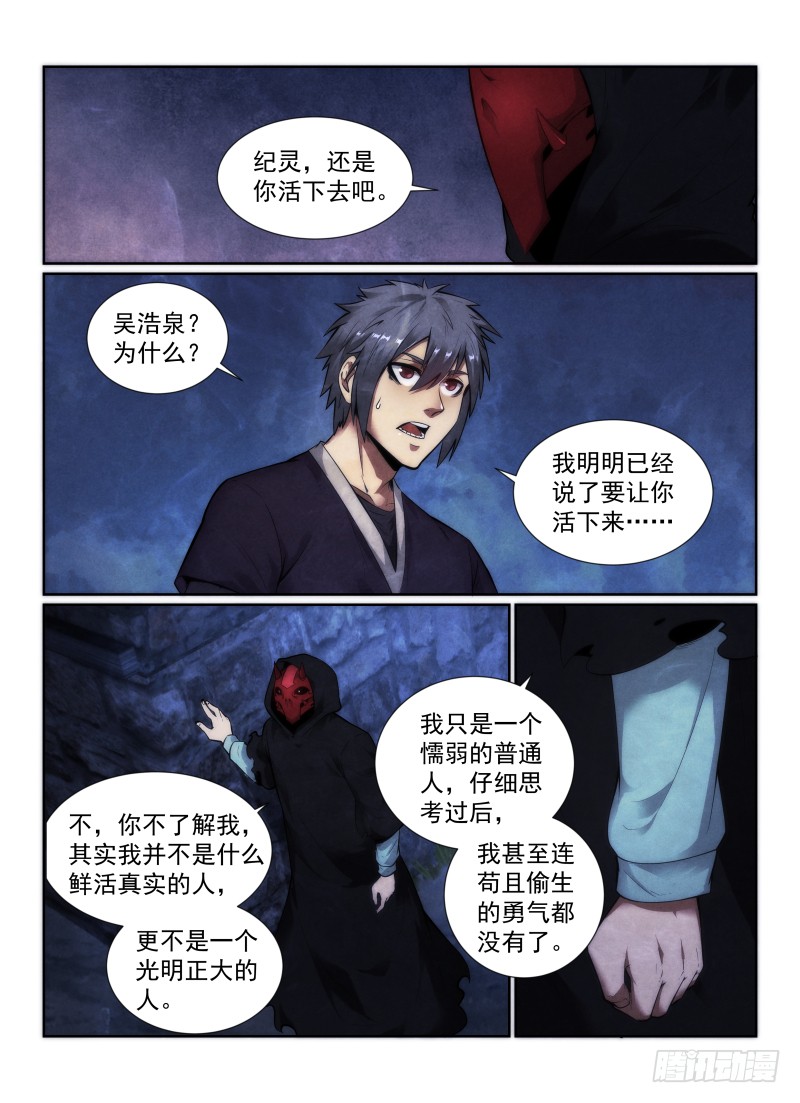 纪灵，还是
你活下去吧。
吴浩泉？
为什么？
我明明已经
说了要让你
活下来……
不，你不了解我，
其实我并不是什么
鲜活真实的人，
更不是一个
光明正大的
人。
我只是一个
懦弱的普通
人，仔细思
考过后，
我甚至连
苟且偷生
的勇气都
没有了。
腾讯动漫